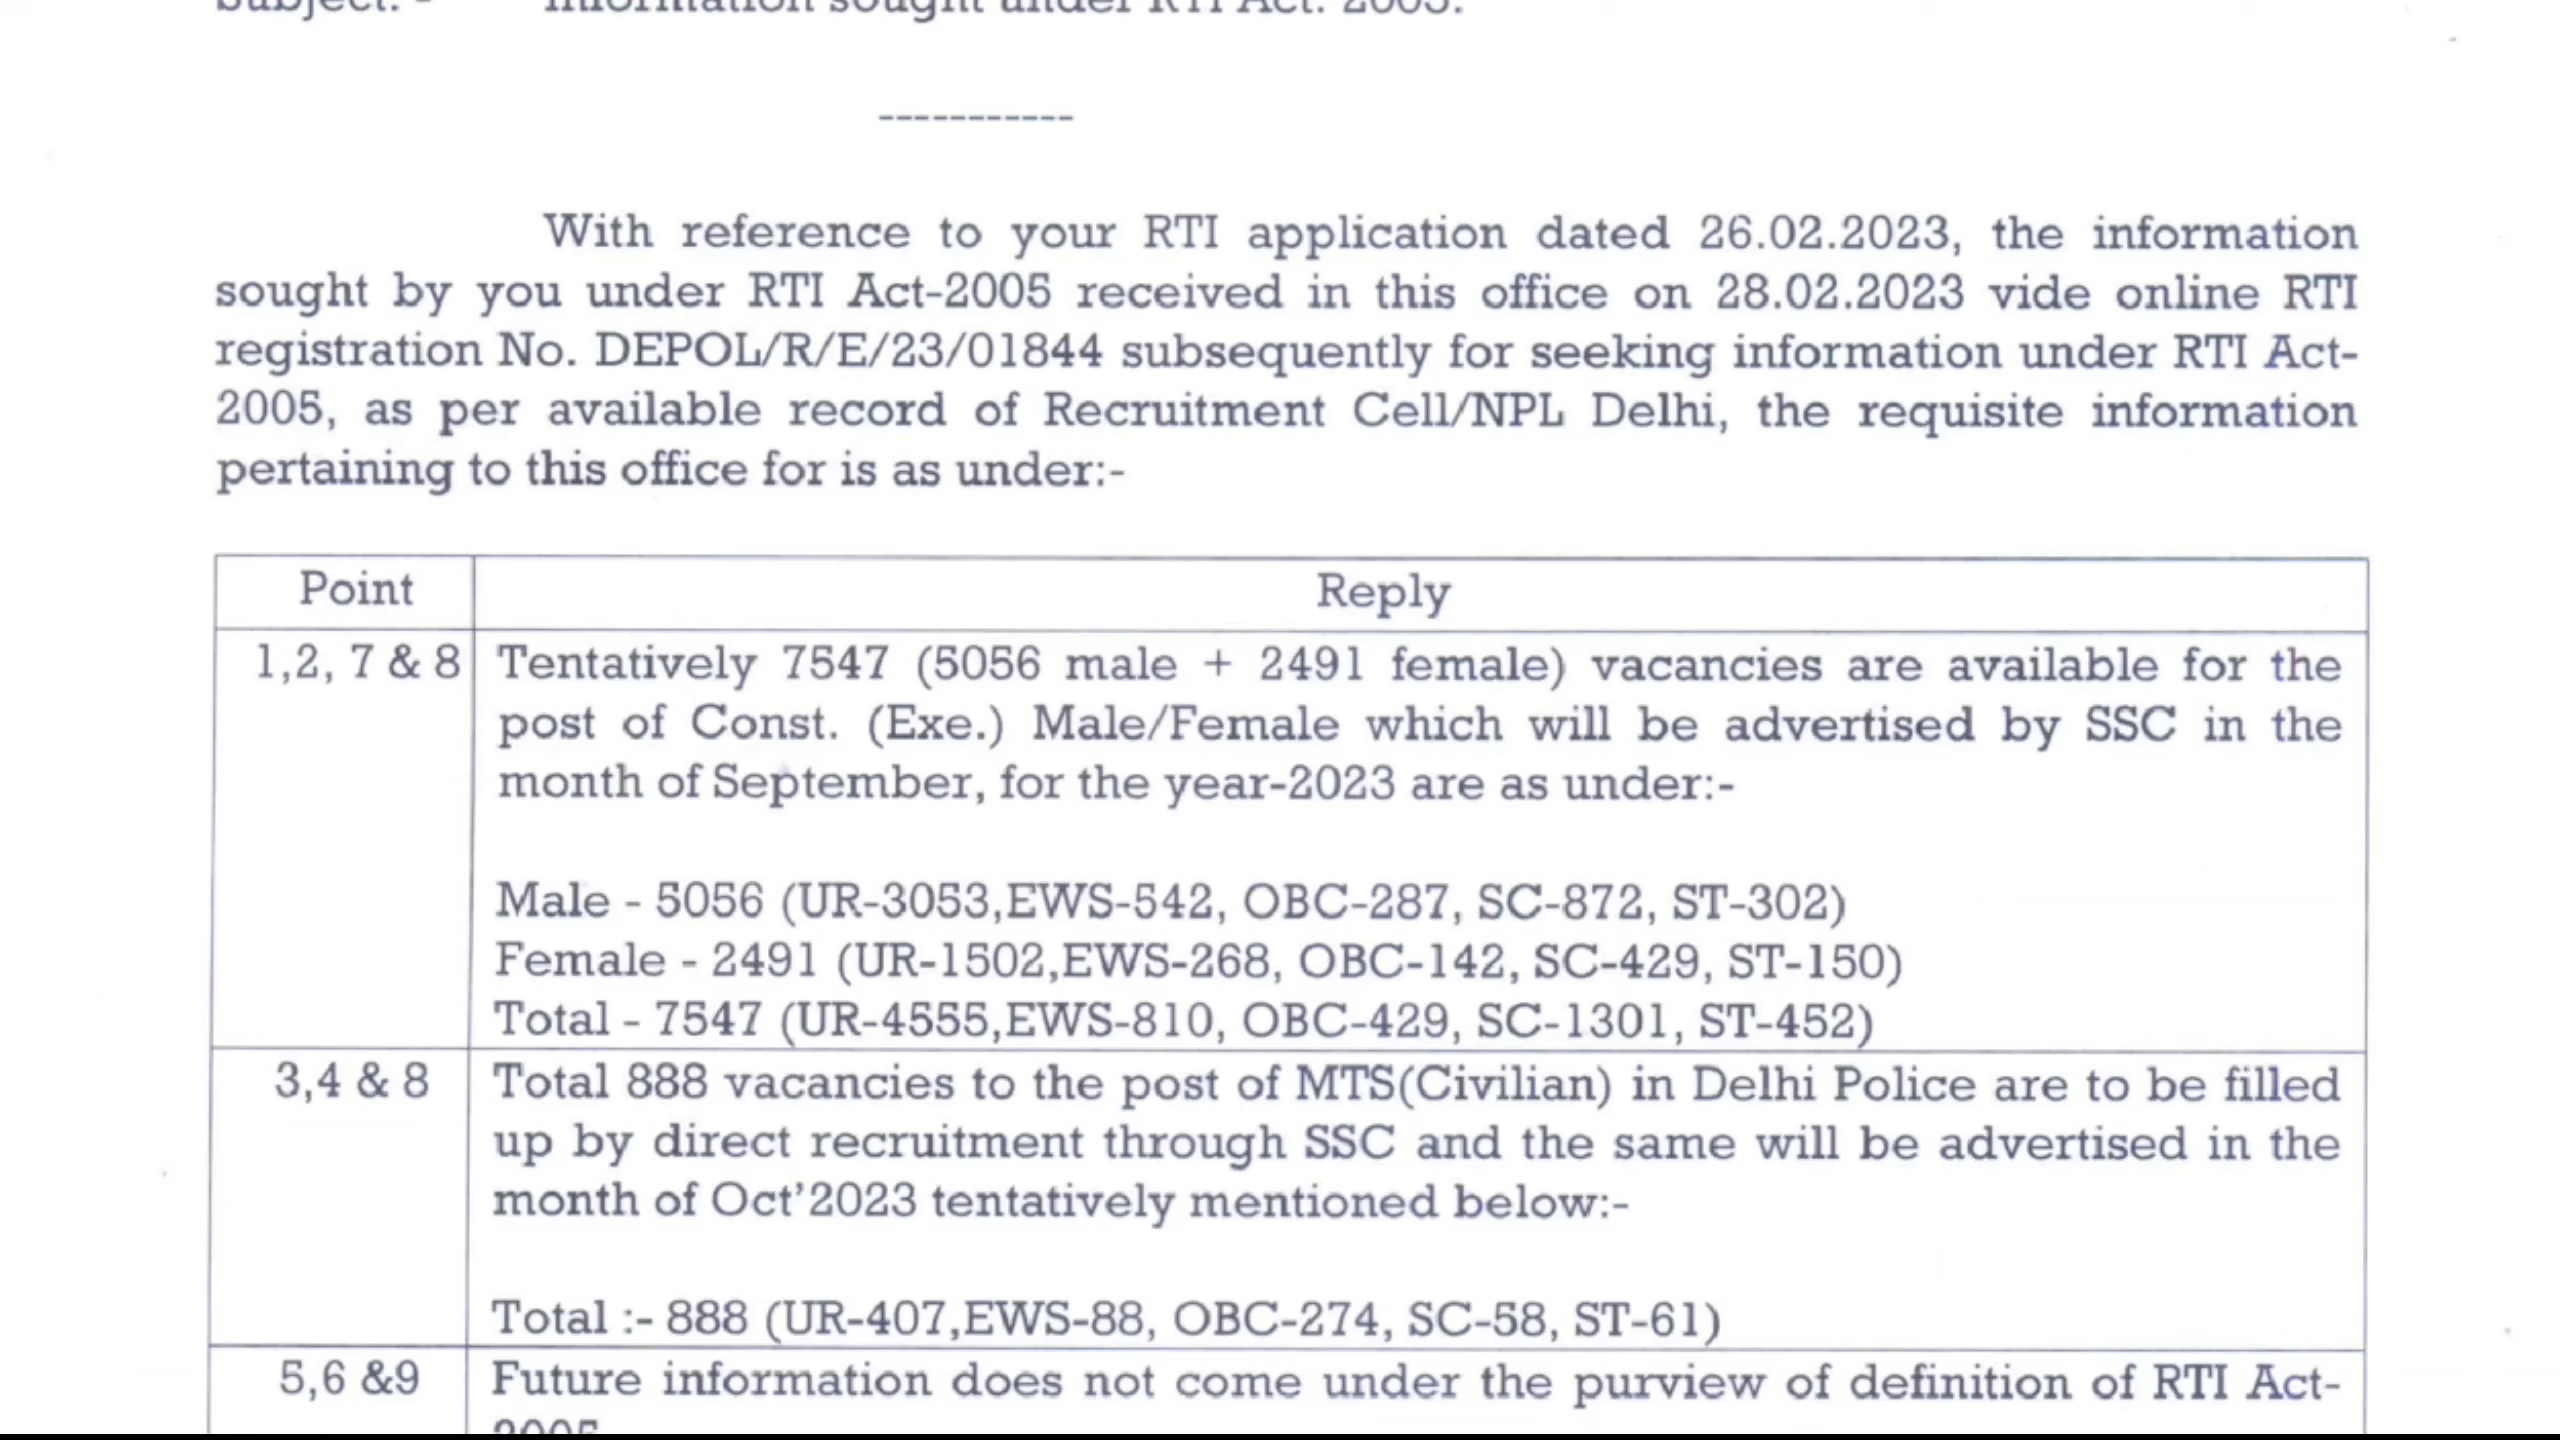 Subject: - Information sought under RTI Act. 2005.
-----------
With reference to your RTI application dated 26.02.2023, the information
sought by you under RTI Act-2005 received in this office on 28.02.2023 vide online RTI
registration No. DEPOL/R/E/23/01844 subsequently for seeking information under RTI Act-
2005, as per available record of Recruitment Cell/NPL Delhi, the requisite information
pertaining to this office for is as under:-
Point Reply
1,2, 7 & 8 Tentatively 7547 (5056 male + 2491 female) vacancies are available for the
post of Const. (Exe.) Male/Female which will be advertised by SSC in the
month of September, for the year-2023 are as under:-
Male - 5056 (UR-3053,EWS-542, OBC-287, SC-872, ST-302)
Female - 2491 (UR-1502,EWS-268, OBC-142, SC-429, ST-150)
Total - 7547 (UR-4555,EWS-810, OBC-429, SC-1301, ST-452)
3,4 & 8 Total 888 vacancies to the post of MTS(Civilian) in Delhi Police are to be filled
up by direct recruitment through SSC and the same will be advertised in the
month of Oct’2023 tentatively mentioned below:-
Total :- 888 (UR-407,EWS-88, OBC-274, SC-58, ST-61)
5,6 &9 Future information does not come under the purview of definition of RTI Act-
2005